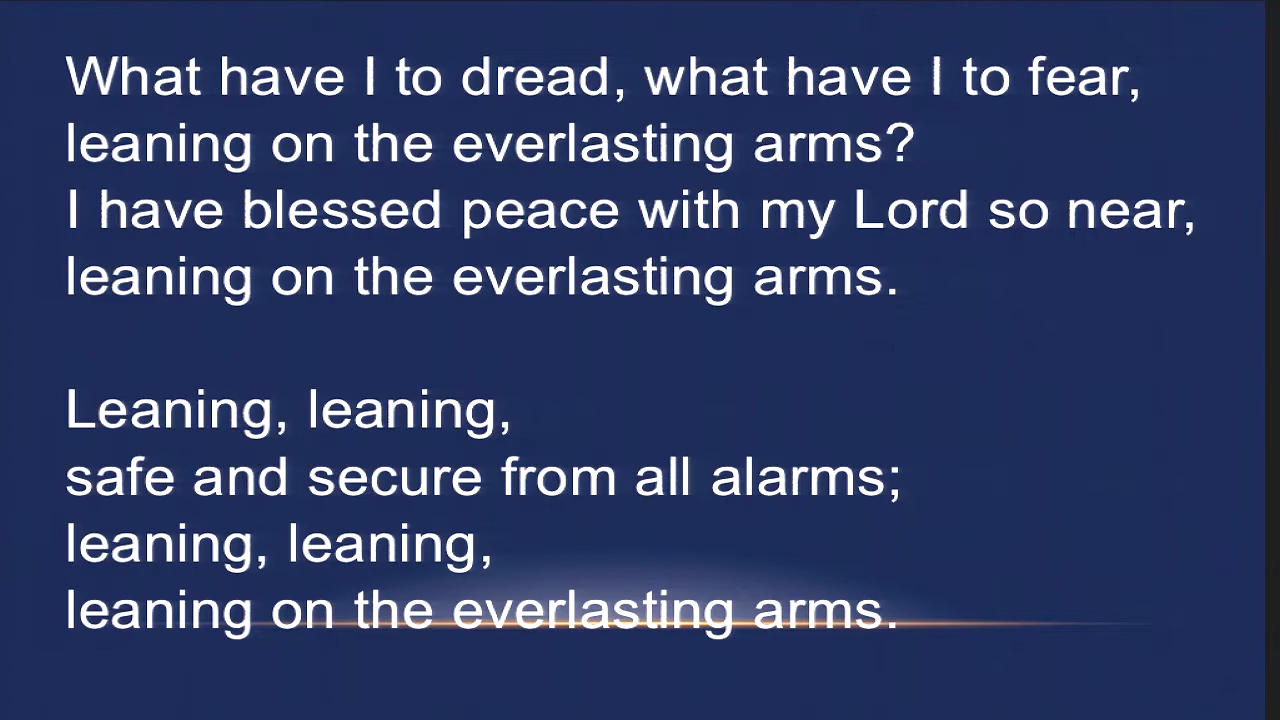 What have I to dread, what have I to fear,
leaning on the everlasting arms?
I have blessed peace with my Lord so near,
leaning on the everlasting arms.

Leaning, leaning,
safe and secure from all alarms;
leaning, leaning,
leaning on the everlasting arms.